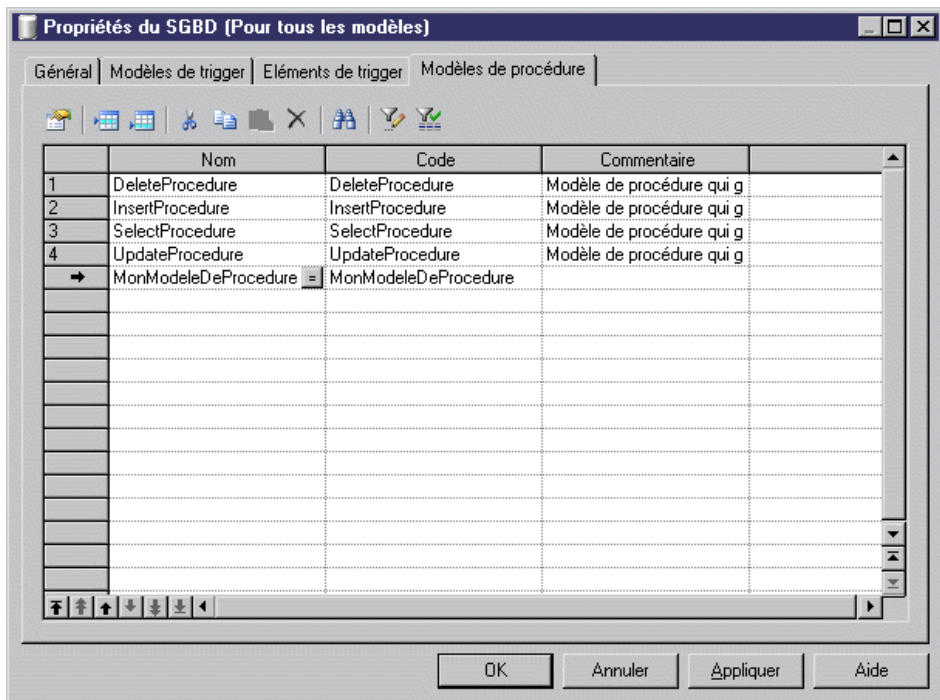 Propriétés du SGBD (Pour tous les modèles)
Général Modèles de trigger Eléments de trigger Modèles de procédure
Nom Code Commentaire
1 DeleteProcedure DeleteProcedure Modèle de procédure qui g
2 InsertProcedure InsertProcedure Modèle de procédure qui g
3 SelectProcedure SelectProcedure Modèle de procédure qui g
4 UpdateProcedure UpdateProcedure Modèle de procédure qui g
MonModeleDeProcedure = MonModeleDeProcedure
OK Annuler Appliquer Aide